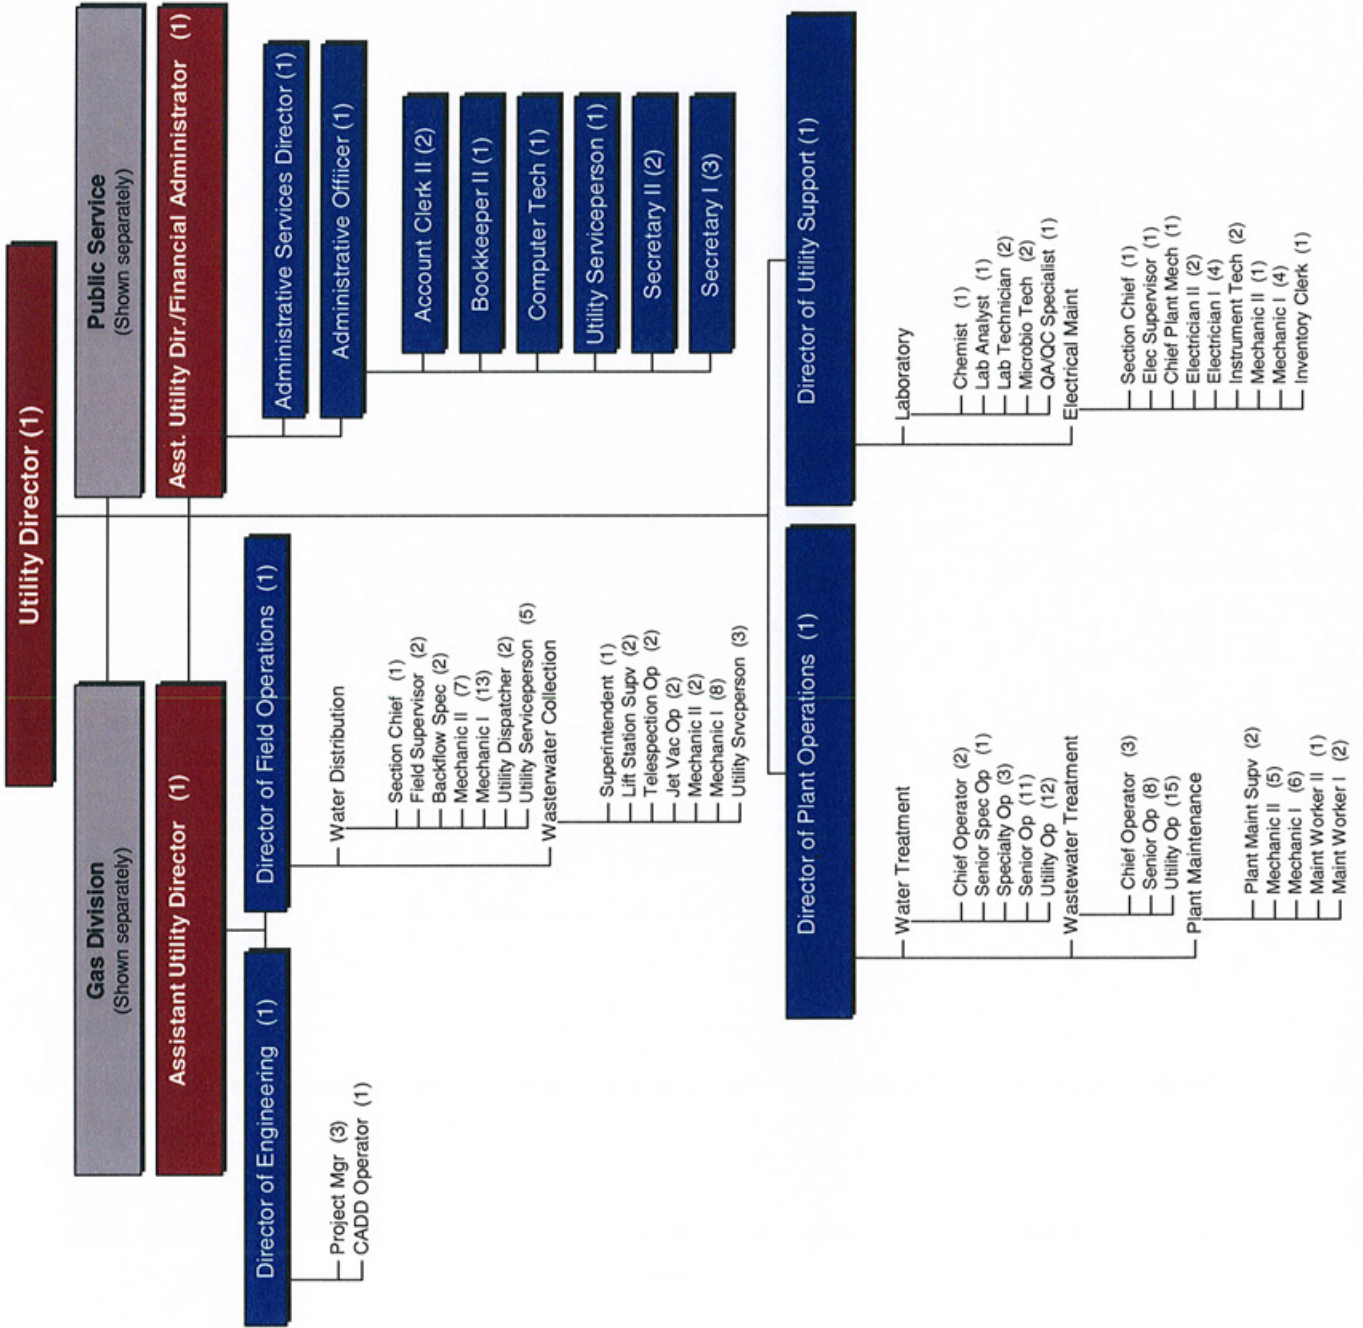 Utility Director (1)
Gas Division
(Shown separately)
Public Service
(Shown separately)
Assistant Utility Director (1)
Asst. Utility Dir./Financial Administrator (1)
Director of Engineering (1)
Project Mgr (3)
CADD Operator (1)
Director of Field Operations (1)
Water Distribution
Section Chief (1)
Field Supervisor (2)
Backflow Spec (2)
Mechanic II (7)
Mechanic I (13)
Utility Dispatcher (2)
Utility Serviceperson (5)
Wasterwater Collection
Superintendent (1)
Lift Station Supv (2)
Telespection Op (2)
Jet Vac Op (2)
Mechanic II (2)
Mechanic I (8)
Utility Srvcperson (3)
Administrative Services Director (1)
Administrative Offiicer (1)
Account Clerk II (2)
Bookkeeper II (1)
Computer Tech (1)
Utility Serviceperson (1)
Secretary II (2)
Secretary I (3)
Director of Plant Operations (1)
Water Treatment
Chief Operator (2)
Senior Spec Op (1)
Specialty Op (3)
Senior Op (11)
Utility Op (12)
Wastewater Treatment
Chief Operator (3)
Senior Op (8)
Utility Op (15)
Plant Maintenance
Plant Maint Supv (2)
Mechanic II (5)
Mechanic I (6)
Maint Worker II (1)
Maint Worker I (2)
Director of Utility Support (1)
Laboratory
Chemist (1)
Lab Analyst (1)
Lab Technician (2)
Microbio Tech (2)
QA/QC Specialist (1)
Electrical Maint
Section Chief (1)
Elec Supervisor (1)
Chief Plant Mech (1)
Electrician II (2)
Electrician I (4)
Instrument Tech (2)
Mechanic II (1)
Mechanic I (4)
Inventory Clerk (1)